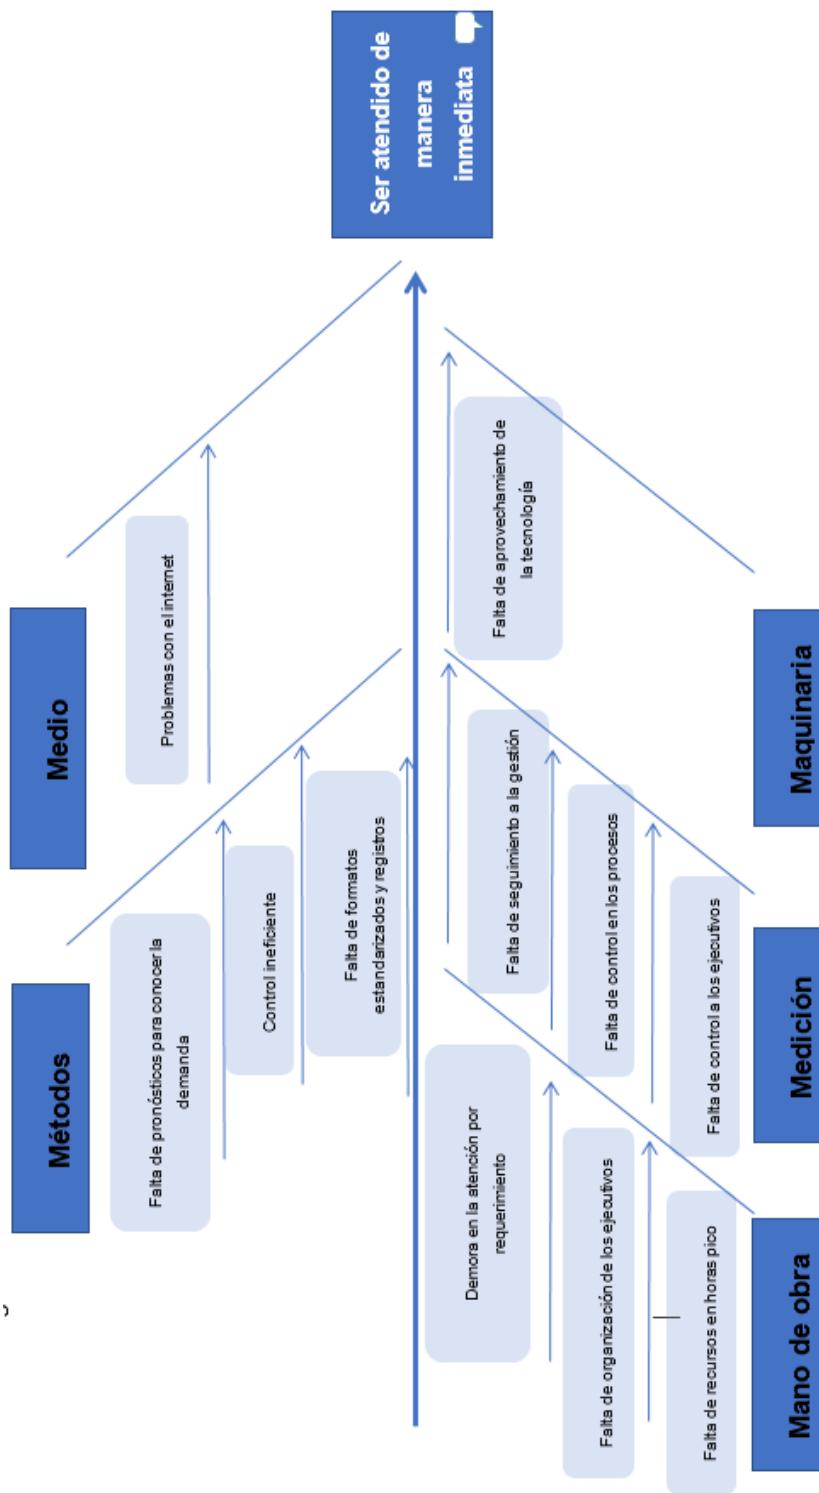 Métodos
Medio
Falta de pronósticos para conocer la
demanda
Control ineficiente
Falta de formatos
estandarizados y registros
Problemas con el internet
Ser atendido de
manera
inmediata
Demora en la atención por
requerimiento
Falta de organización de los ejecutivos
Falta de recursos en horas pico
Falta de seguimiento a la gestión
Falta de control en los procesos
Falta de control a los ejecutivos
Falta de aprovechamiento de
la tecnología
Mano de obra
Medición
Maquinaria